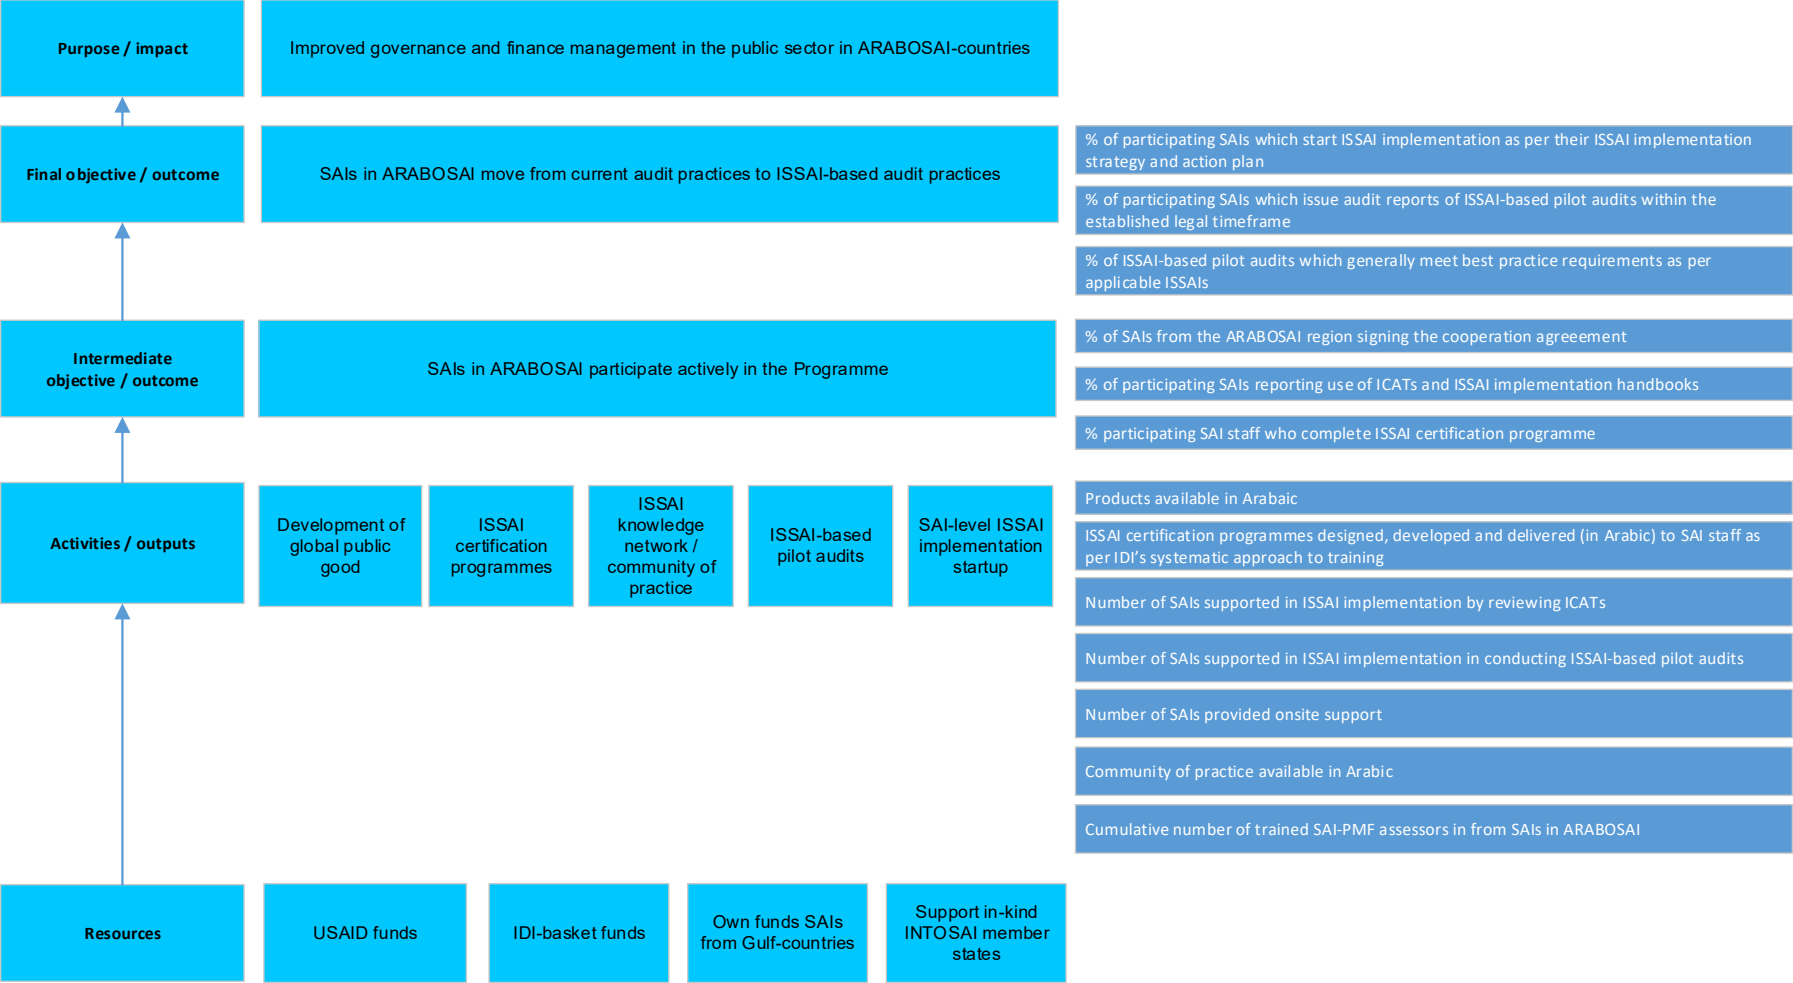 Purpose / impact
Improved governance and finance management in the public sector in ARABOSAI-countries
Final objective / outcome
SAIs in ARABOSAI move from current audit practices to ISSAI-based audit practices
% of participating SAIs which start ISSAI implementation as per their ISSAI implementation
strategy and action plan
% of participating SAIs which issue audit reports of ISSAI-based pilot audits within the
established legal timeframe
% of ISSAI-based pilot audits which generally meet best practice requirements as per
applicable ISSAIs
Intermediate
objective / outcome
SAIs in ARABOSAI participate actively in the Programme
% of SAIs from the ARABOSAI region signing the cooperation agreeement
% of participating SAIs reporting use of ICATs and ISSAI implementation handbooks
% participating SAI staff who complete ISSAI certification programme
Activities / outputs
Development of
global public
good
ISSAI
certification
programmes
ISSAI
knowledge
network /
community of
practice
ISSAI-based
pilot audits
SAI-level ISSAI
implementation
startup
Products available in Arabaic
ISSAI certification programmes designed, developed and delivered (in Arabic) to SAI staff as
per IDI’s systematic approach to training
Number of SAIs supported in ISSAI implementation by reviewing ICATs
Number of SAIs supported in ISSAI implementation in conducting ISSAI-based pilot audits
Number of SAIs provided onsite support
Community of practice available in Arabic
Cumulative number of trained SAI-PMF assessors in from SAIs in ARABOSAI
Resources
USAID funds
IDI-basket funds
Own funds SAIs
from Gulf-countries
Support in-kind
INTOSAI member
states